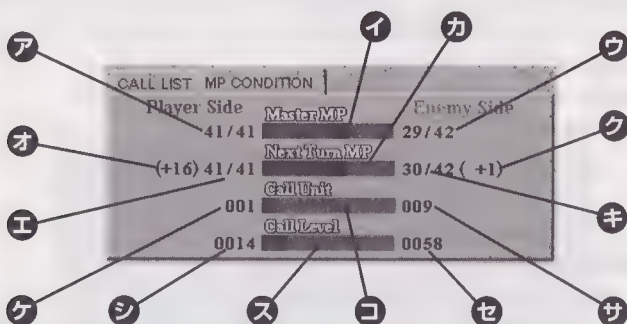 ア イ カ ウ
CALL LIST MP CONDITION
Player Side Enemy Side
Master MP
41/41 29/42
オ ク
Next Turn MP
(+16) 41/41 30/42 ( +1)
エ キ
Call Unit
001 009
Call Level
0014 0058
ケ シ ス コ セ サ